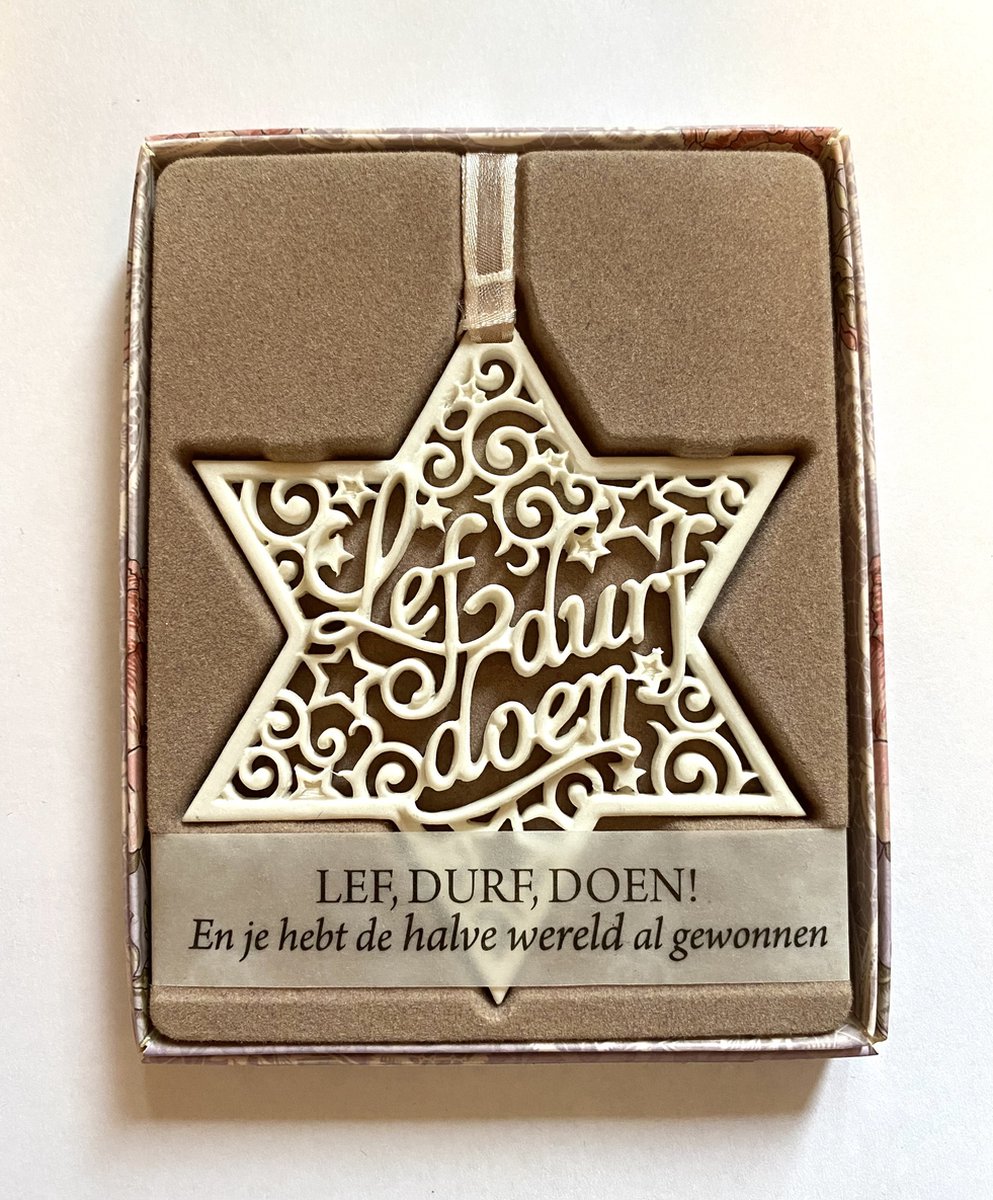 Lef durf
doen
LEF, DURF, DOEN!
En je hebt de halve wereld al gewonnen